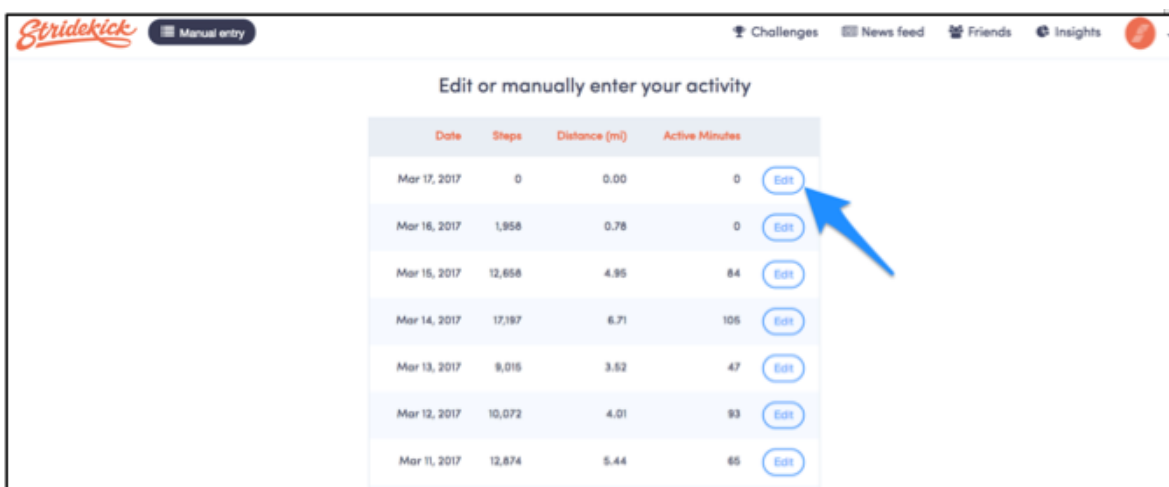 Stridekick Manual entry Challenges News feed Friends Insights
Edit or manually enter your activity
Date Steps Distance (mi) Active Minutes
Mar 17, 2017 0 0.00 0 Edit
Mar 16, 2017 1,958 0.78 0 Edit
Mar 15, 2017 12,658 4.95 84 Edit
Mar 14, 2017 17,197 6.71 105 Edit
Mar 13, 2017 9,015 3.52 47 Edit
Mar 12, 2017 10,072 4.01 93 Edit
Mar 11, 2017 12,874 5.44 65 Edit